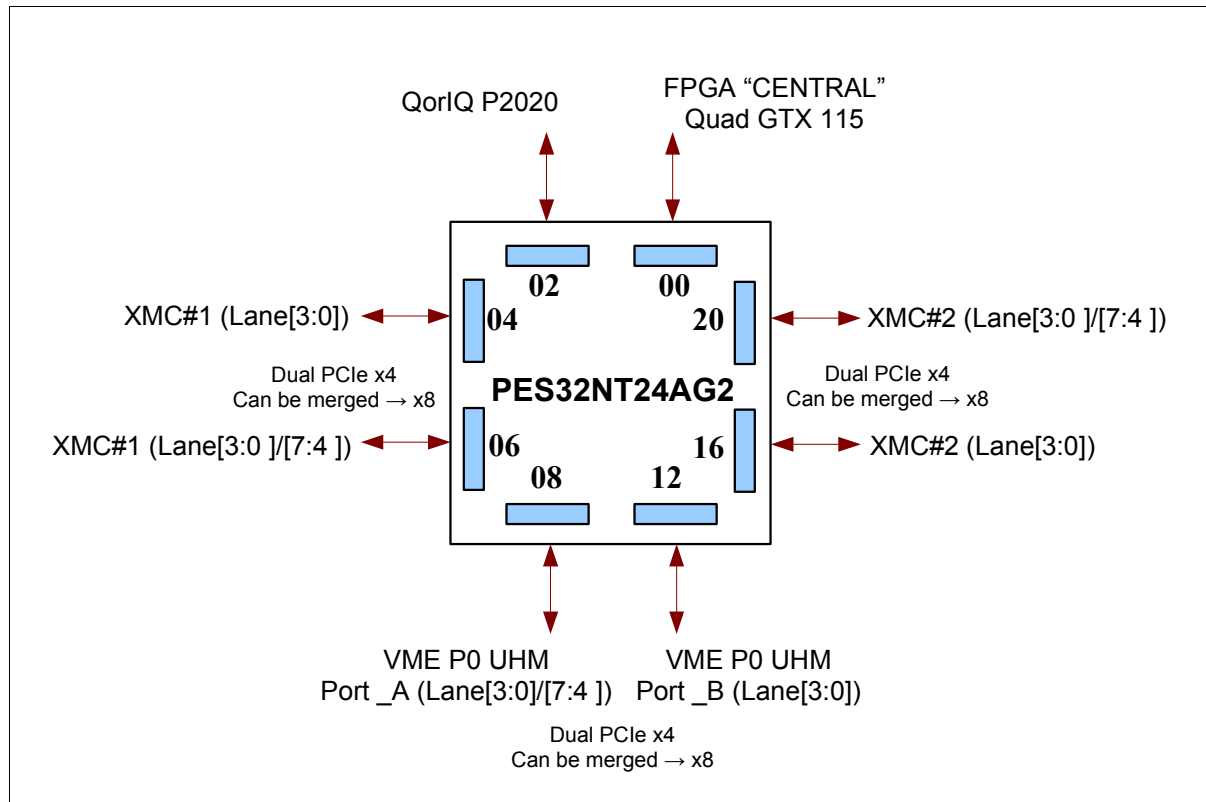 QorIQ P2020
FPGA “CENTRAL”
Quad GTX 115
02
00
XMC#1 (Lane[3:0])
04
20
XMC#2 (Lane[3:0 ]/[7:4 ])
Dual PCIe x4
Can be merged → x8
PES32NT24AG2
Dual PCIe x4
Can be merged → x8
XMC#1 (Lane[3:0 ]/[7:4 ])
06
16
XMC#2 (Lane[3:0])
08
12
VME P0 UHM
Port _A (Lane[3:0]/[7:4 ])
VME P0 UHM
Port _B (Lane[3:0])
Dual PCIe x4
Can be merged → x8